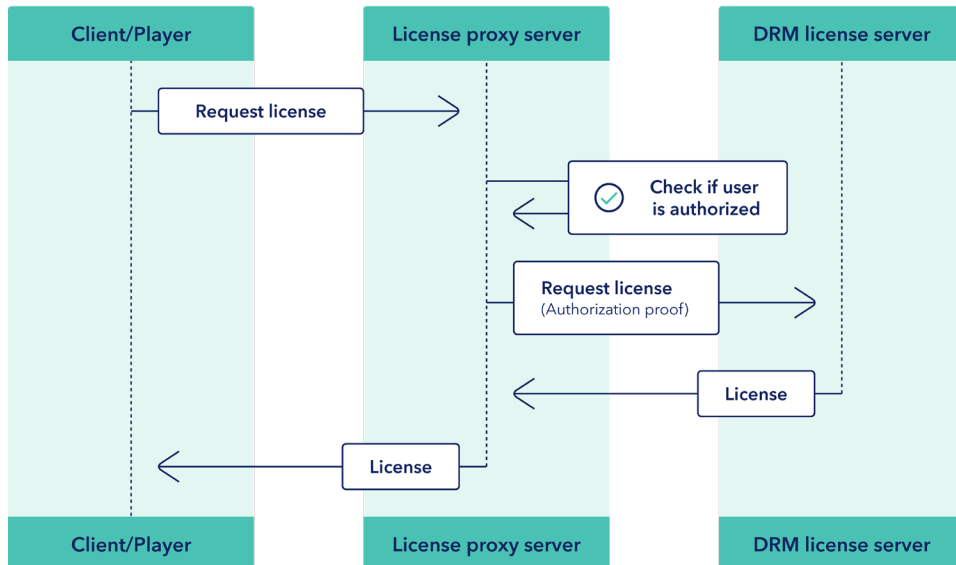 Client/Player
License proxy server
DRM license server
Request license
Check if user
is authorized
Request license
(Authorization proof)
License
License
Client/Player
License proxy server
DRM license server